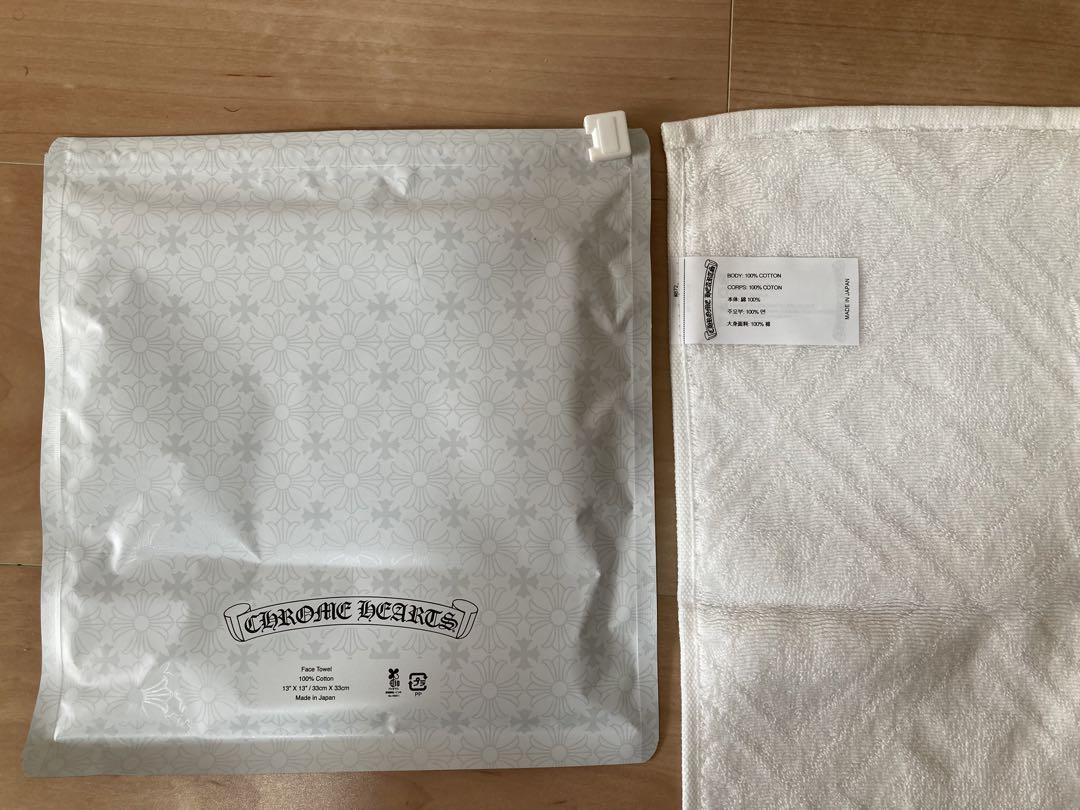 CHROME HEARTS
Face Towel
100% Cotton
13" X 13" / 33cm X 33cm
Made in Japan
PP
CHROME HEARTS
BODY: 100% COTTON
CORPS: 100% COTON
本体: 綿 100%
주요부: 100% 면
大身面料: 100% 棉
MADE IN JAPAN